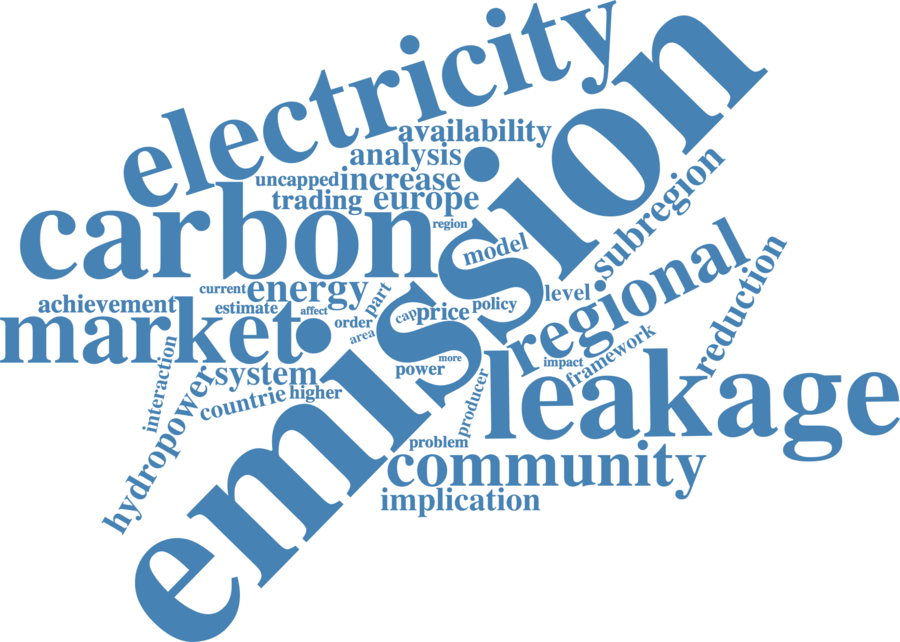 electricity
emission
availability
analysis
uncapped
increase
trading
europe
carbon
region
subregion
model
current
energy
part
achievement
estimate
affect
cap
price
policy
level
regional
reduction
market
order
area
more
power
impact
framework
interaction
system
leakage
hydropower
countrie
higher
producer
problem
community
implication